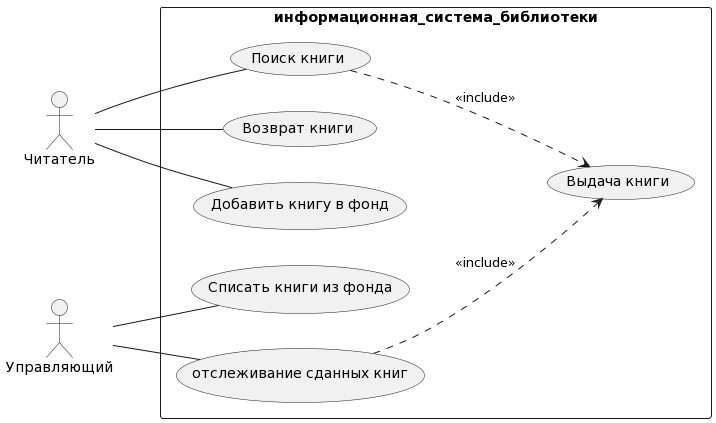 информационная_система_библиотеки
Поиск книги
«include»
Возврат книги
Читатель
Выдача книги
Добавить книгу в фонд
«include»
Списать книги из фонда
Управляющий
отслеживание сданных книг